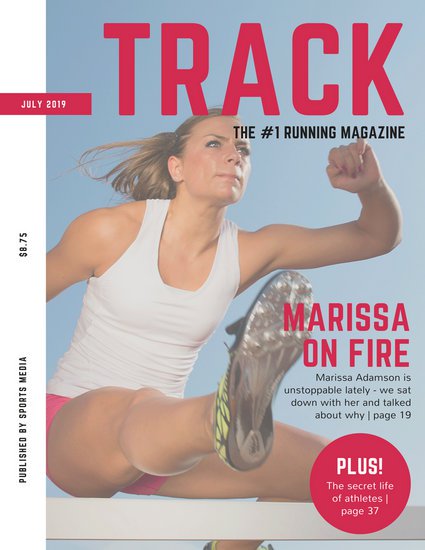 TRACK
JULY 2019
THE #1 RUNNING MAGAZINE
$8.75
PUBLISHED BY SPORTS MEDIA
MARISSA
ON FIRE
Marissa Adamson is
unstoppable lately - we sat
down with her and talked
about why | page 19
PLUS!
The secret life
of athletes |
page 37